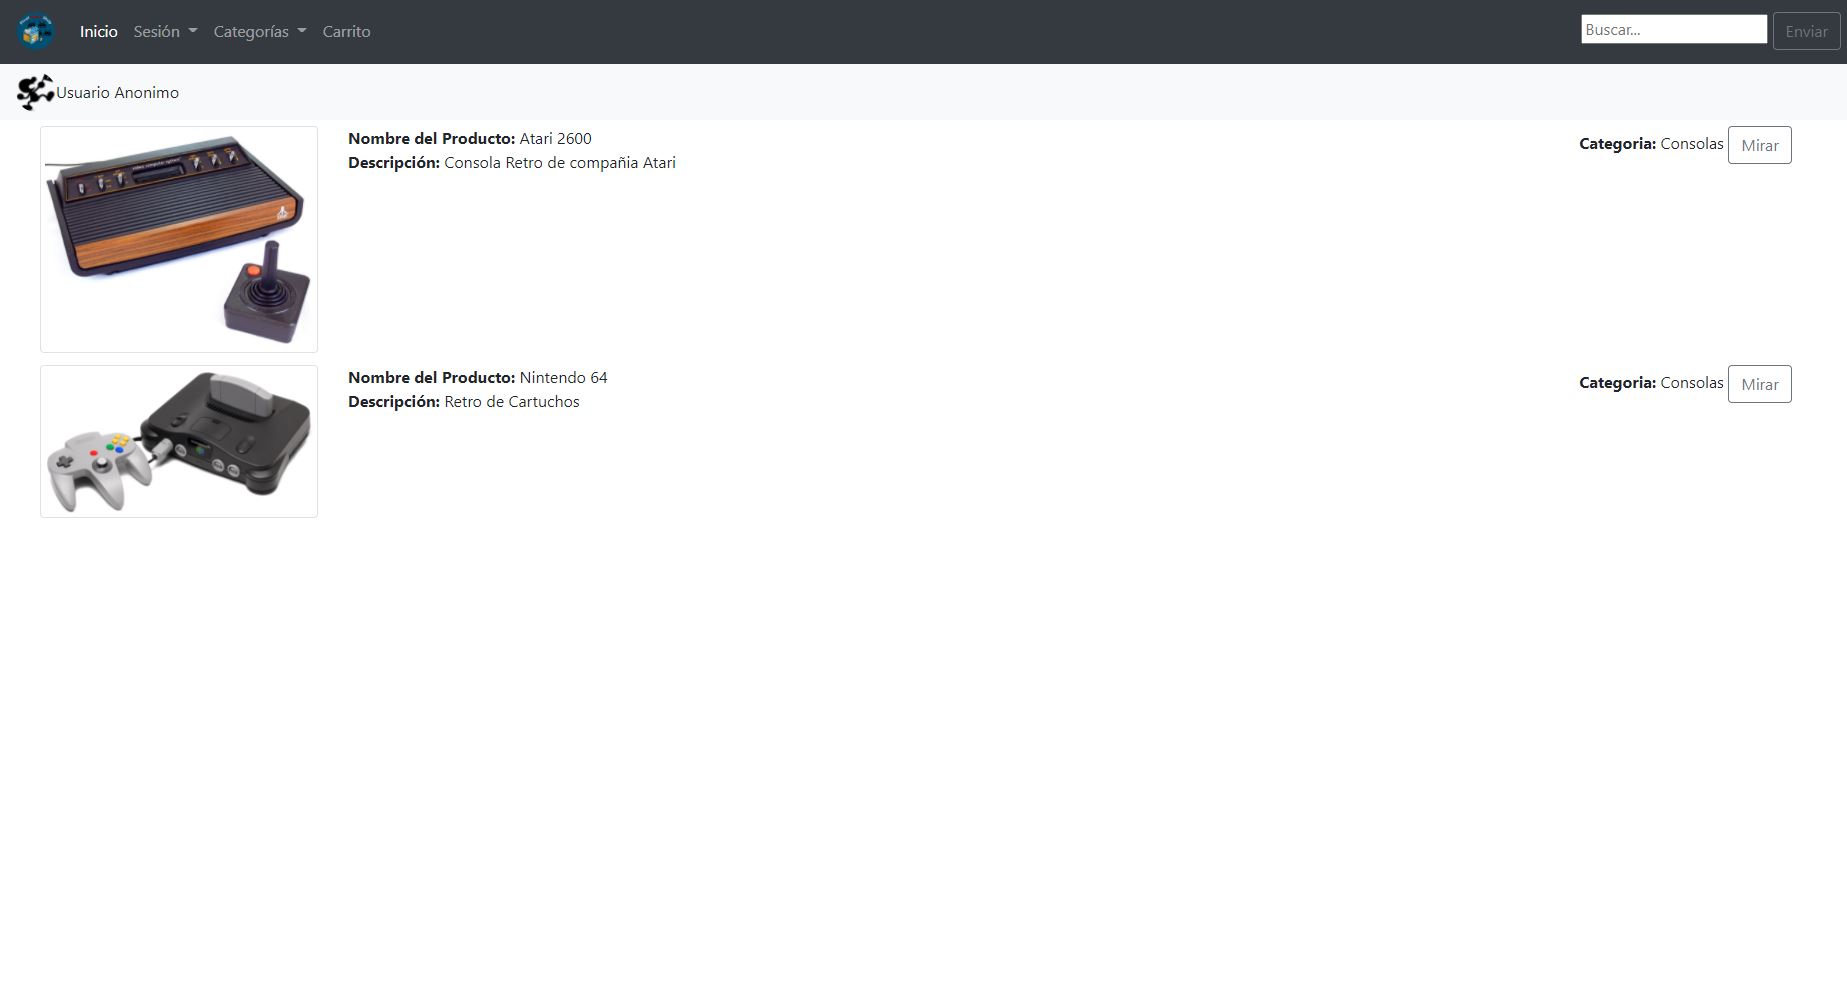 Inicio Sesión Categorías Carrito Buscar... Enviar
Usuario Anonimo
Nombre del Producto: Atari 2600
Descripción: Consola Retro de compañia Atari
Categoria: Consolas Mirar
Nombre del Producto: Nintendo 64
Descripción: Retro de Cartuchos
Categoria: Consolas Mirar